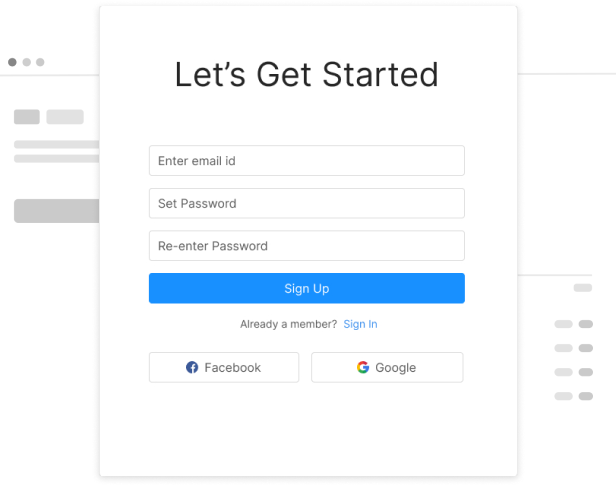 Let’s Get Started
Enter email id
Set Password
Re-enter Password
Sign Up
Already a member? Sign In
Facebook Google